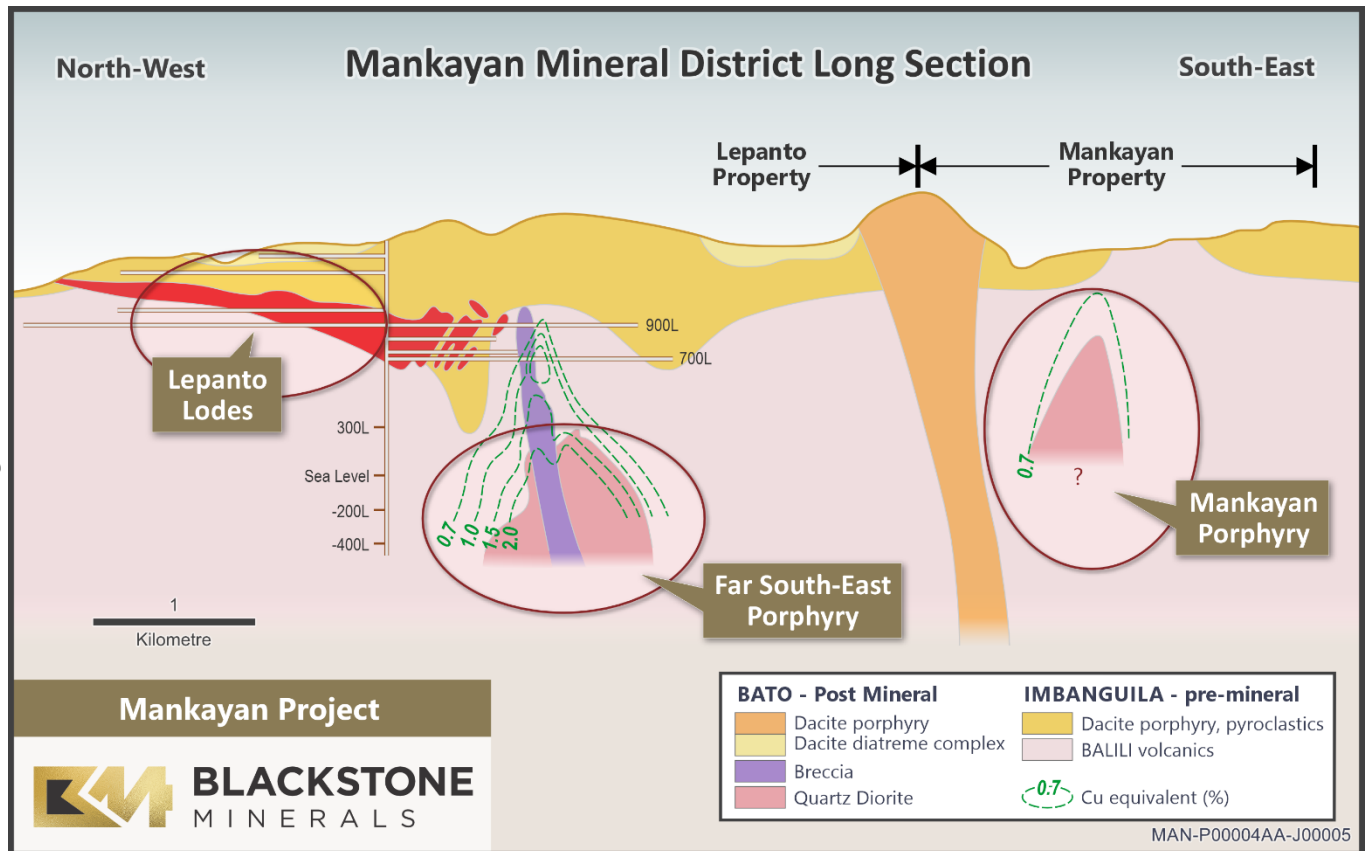 North-West
Mankayan Mineral District Long Section
South-East
Lepanto
Property
Mankayan
Property
900L
700L
Lepanto
Lodes
300L
Sea Level
-200L
-400L
0.7
1.0
1.5
2.0
0.7
?
Mankayan
Porphyry
Far South-East
Porphyry
1
Kilometre
Mankayan Project
BM BLACKSTONE
MINERALS
BATO - Post Mineral
Dacite porphyry
Dacite diatreme complex
Breccia
Quartz Diorite
IMBANGUILA - pre-mineral
Dacite porphyry, pyroclastics
BALILI volcanics
0.7 Cu equivalent (%)
MAN-P00004AA-J00005